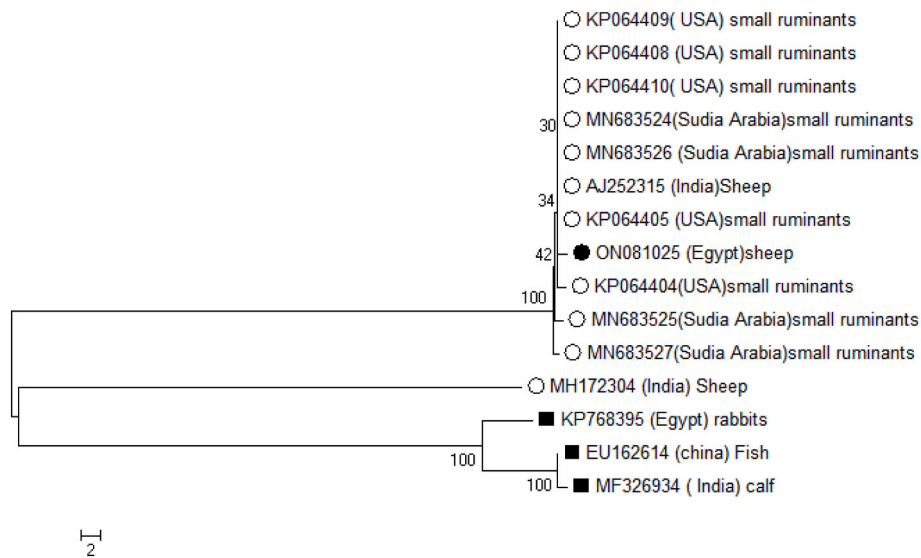 KP064409( USA) small ruminants
KP064408 (USA) small ruminants
KP064410( USA) small ruminants
30
MN683524(Sudia Arabia)small ruminants
MN683526 (Sudia Arabia)small ruminants
AJ252315 (India)Sheep
34
KP064405 (USA)small ruminants
42
ON081025 (Egypt)sheep
KP064404(USA)small ruminants
100
MN683525(Sudia Arabia)small ruminants
MN683527(Sudia Arabia)small ruminants
MH172304 (India) Sheep
KP768395 (Egypt) rabbits
EU162614 (china) Fish
100
MF326934 ( India) calf
100
2